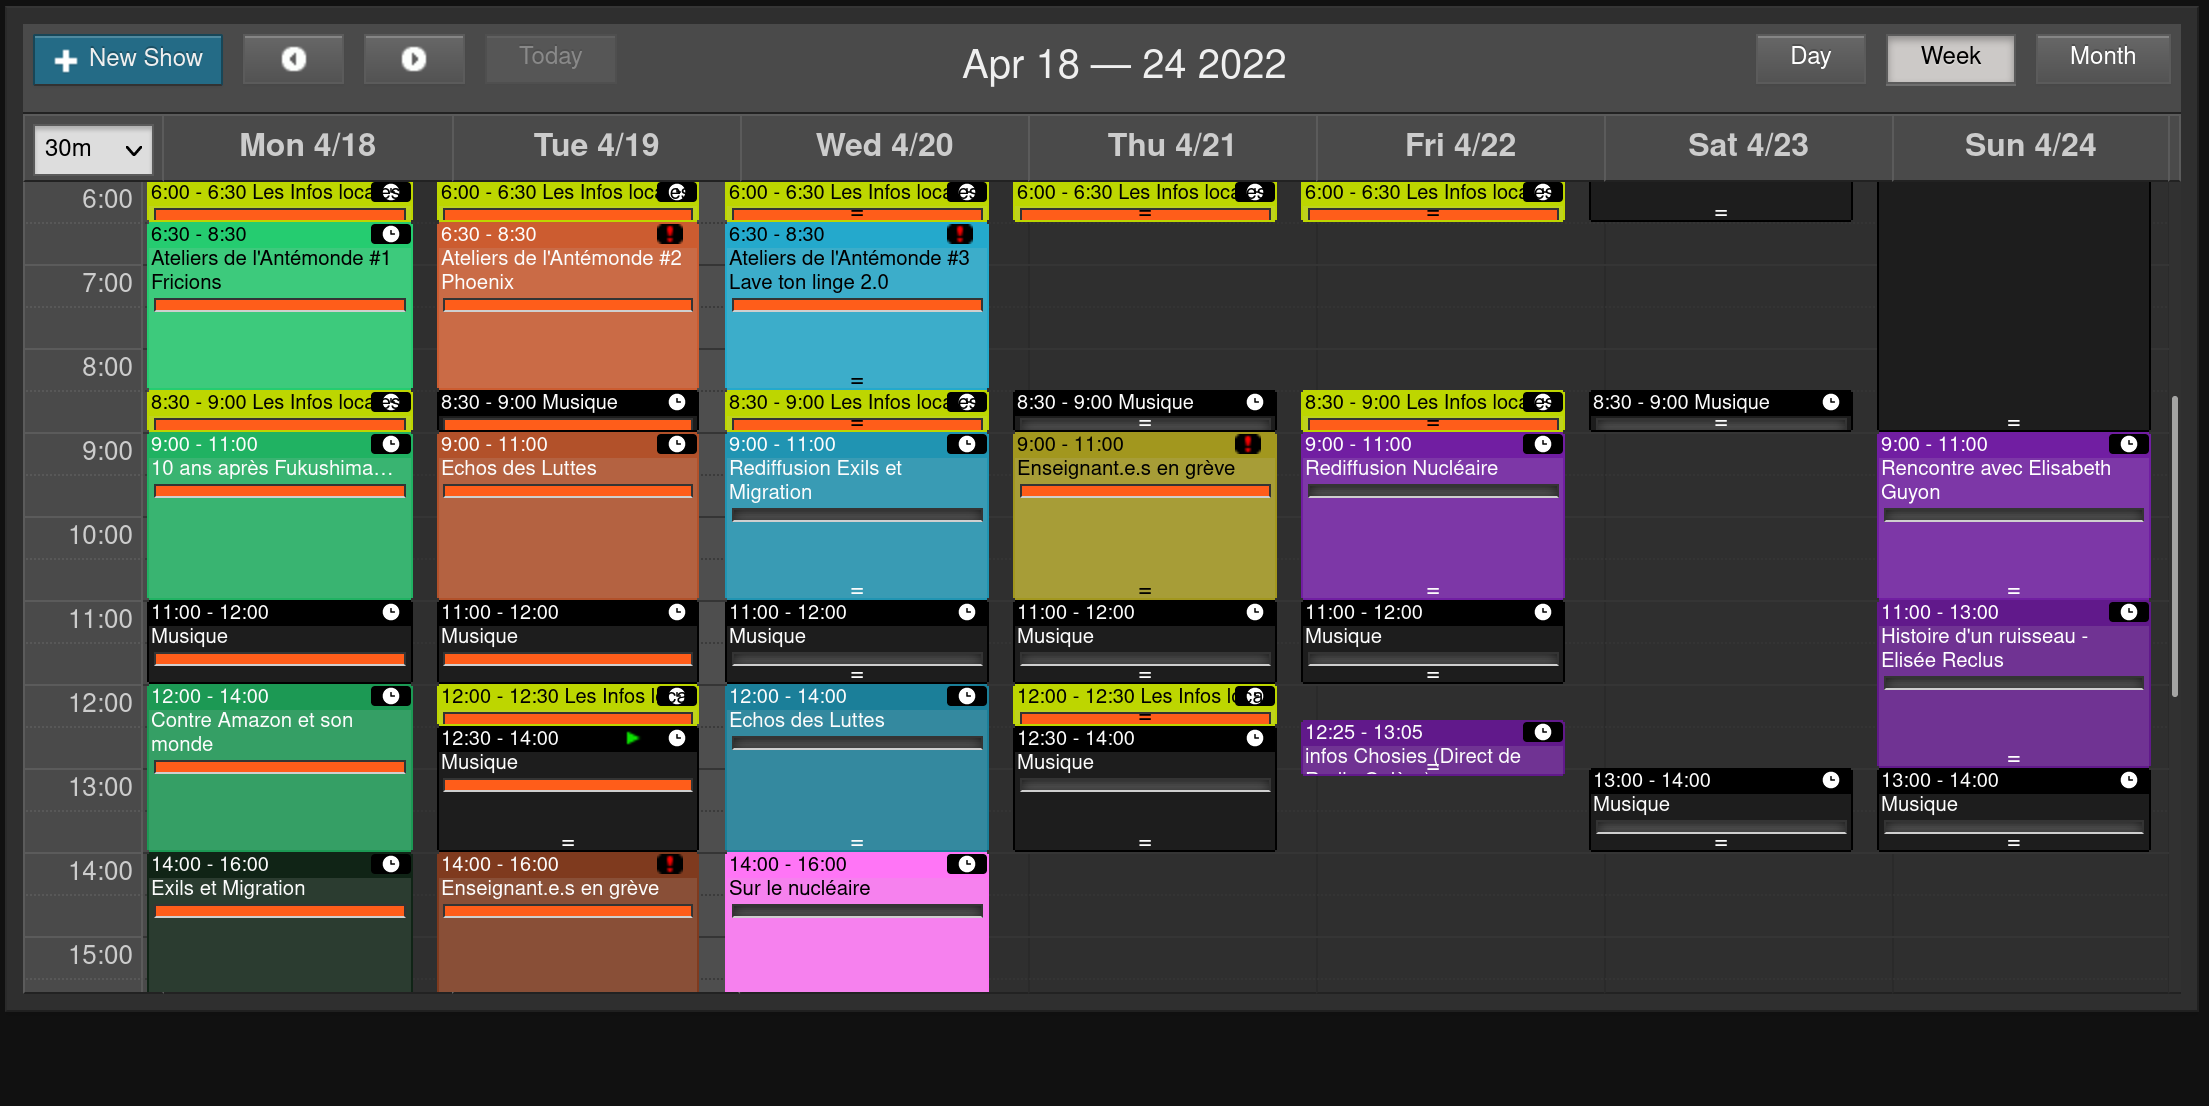 New Show
Today
Apr 18 — 24 2022
Day
Week
Month
30m
Mon 4/18
Tue 4/19
Wed 4/20
Thu 4/21
Fri 4/22
Sat 4/23
Sun 4/24
6:00
7:00
8:00
9:00
10:00
11:00
12:00
13:00
14:00
15:00
6:00 - 6:30 Les Infos locales
6:30 - 8:30
Ateliers de l'Antémonde #1
Fricions
8:30 - 9:00 Les Infos locales
9:00 - 11:00
10 ans après Fukushima…
11:00 - 12:00
Musique
12:00 - 14:00
Contre Amazon et son
monde
14:00 - 16:00
Exils et Migration
6:00 - 6:30 Les Infos locales
6:30 - 8:30
Ateliers de l'Antémonde #2
Phoenix
8:30 - 9:00 Musique
9:00 - 11:00
Echos des Luttes
11:00 - 12:00
Musique
12:00 - 12:30 Les Infos loca
12:30 - 14:00
Musique
14:00 - 16:00
Enseignant.e.s en grève
6:00 - 6:30 Les Infos locales
6:30 - 8:30
Ateliers de l'Antémonde #3
Lave ton linge 2.0
8:30 - 9:00 Les Infos locales
9:00 - 11:00
Rediffusion Exils et
Migration
11:00 - 12:00
Musique
12:00 - 14:00
Echos des Luttes
14:00 - 16:00
Sur le nucléaire
6:00 - 6:30 Les Infos locales
8:30 - 9:00 Musique
9:00 - 11:00
Enseignant.e.s en grève
11:00 - 12:00
Musique
12:00 - 12:30 Les Infos loca
12:30 - 14:00
Musique
6:00 - 6:30 Les Infos locales
8:30 - 9:00 Les Infos locales
9:00 - 11:00
Rediffusion Nucléaire
11:00 - 12:00
Musique
12:25 - 13:05
infos Chosies (Direct de
8:30 - 9:00 Musique
13:00 - 14:00
Musique
9:00 - 11:00
Rencontre avec Elisabeth
Guyon
11:00 - 13:00
Histoire d'un ruisseau -
Elisée Reclus
13:00 - 14:00
Musique